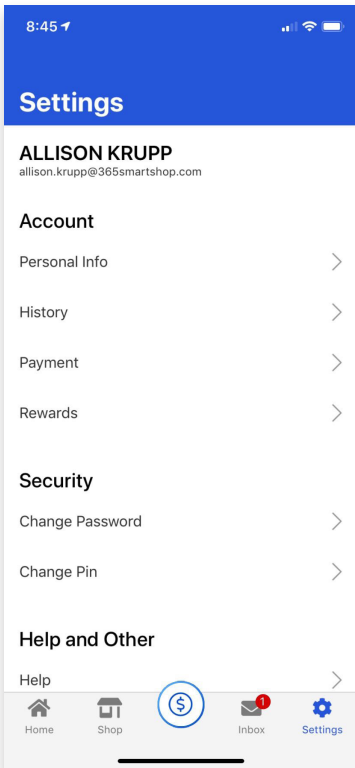 8:45
Settings
ALLISON KRUPP
allison.krupp@365smartshop.com
Account
Personal Info
History
Payment
Rewards
Security
Change Password
Change Pin
Help and Other
Help
$
1
Home
Shop
Inbox
Settings